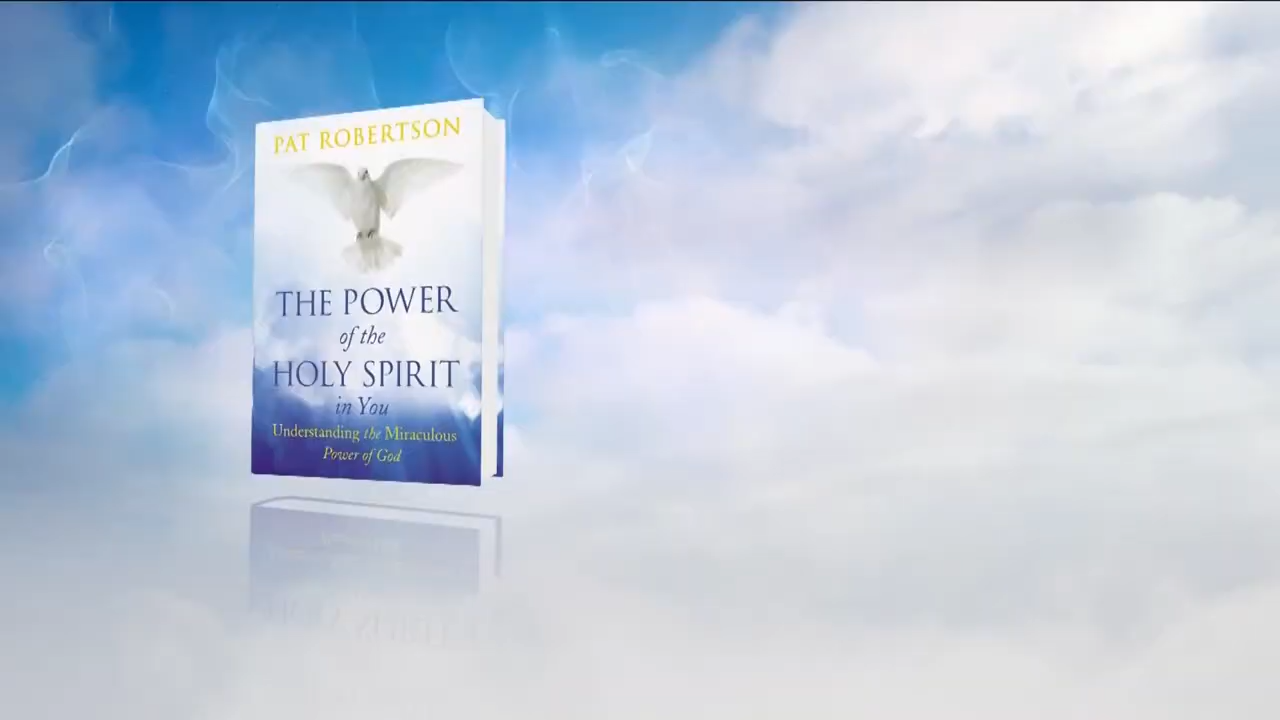 PAT ROBERTSON
THE POWER
of the
HOLY SPIRIT
in You
Understanding the Miraculous
Power of God